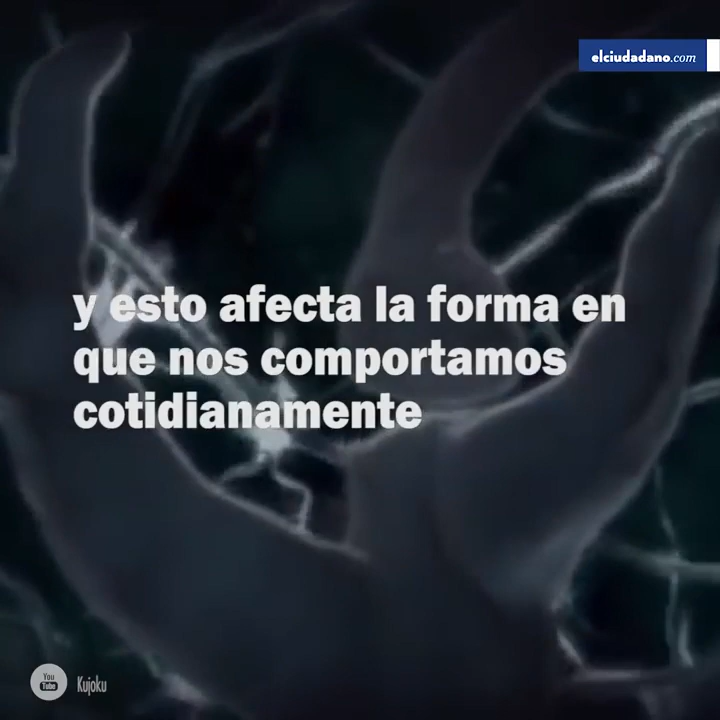 elciudadano.com
y esto afecta la forma en
que nos comportamos
cotidianamente
You
Tube
Kujoku